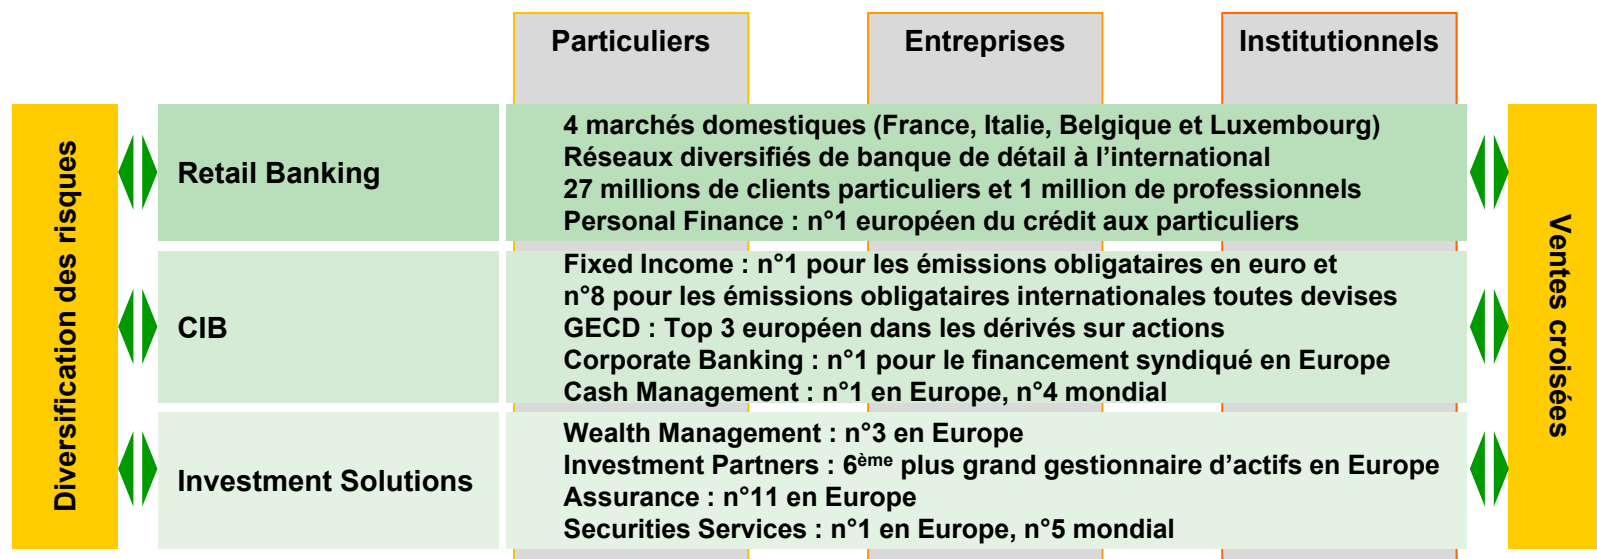 Particuliers
Entreprises
Institutionnels
Diversification des risques
Retail Banking
4 marchés domestiques (France, Italie, Belgique et Luxembourg)
Réseaux diversifiés de banque de détail à l’international
27 millions de clients particuliers et 1 million de professionnels
Personal Finance : n°1 européen du crédit aux particuliers
CIB
Fixed Income : n°1 pour les émissions obligataires en euro et
n°8 pour les émissions obligataires internationales toutes devises
GECD : Top 3 européen dans les dérivés sur actions
Corporate Banking : n°1 pour le financement syndiqué en Europe
Cash Management : n°1 en Europe, n°4 mondial
Investment Solutions
Wealth Management : n°3 en Europe
Investment Partners : 6ème plus grand gestionnaire d’actifs en Europe
Assurance : n°11 en Europe
Securities Services : n°1 en Europe, n°5 mondial
Ventes croisées